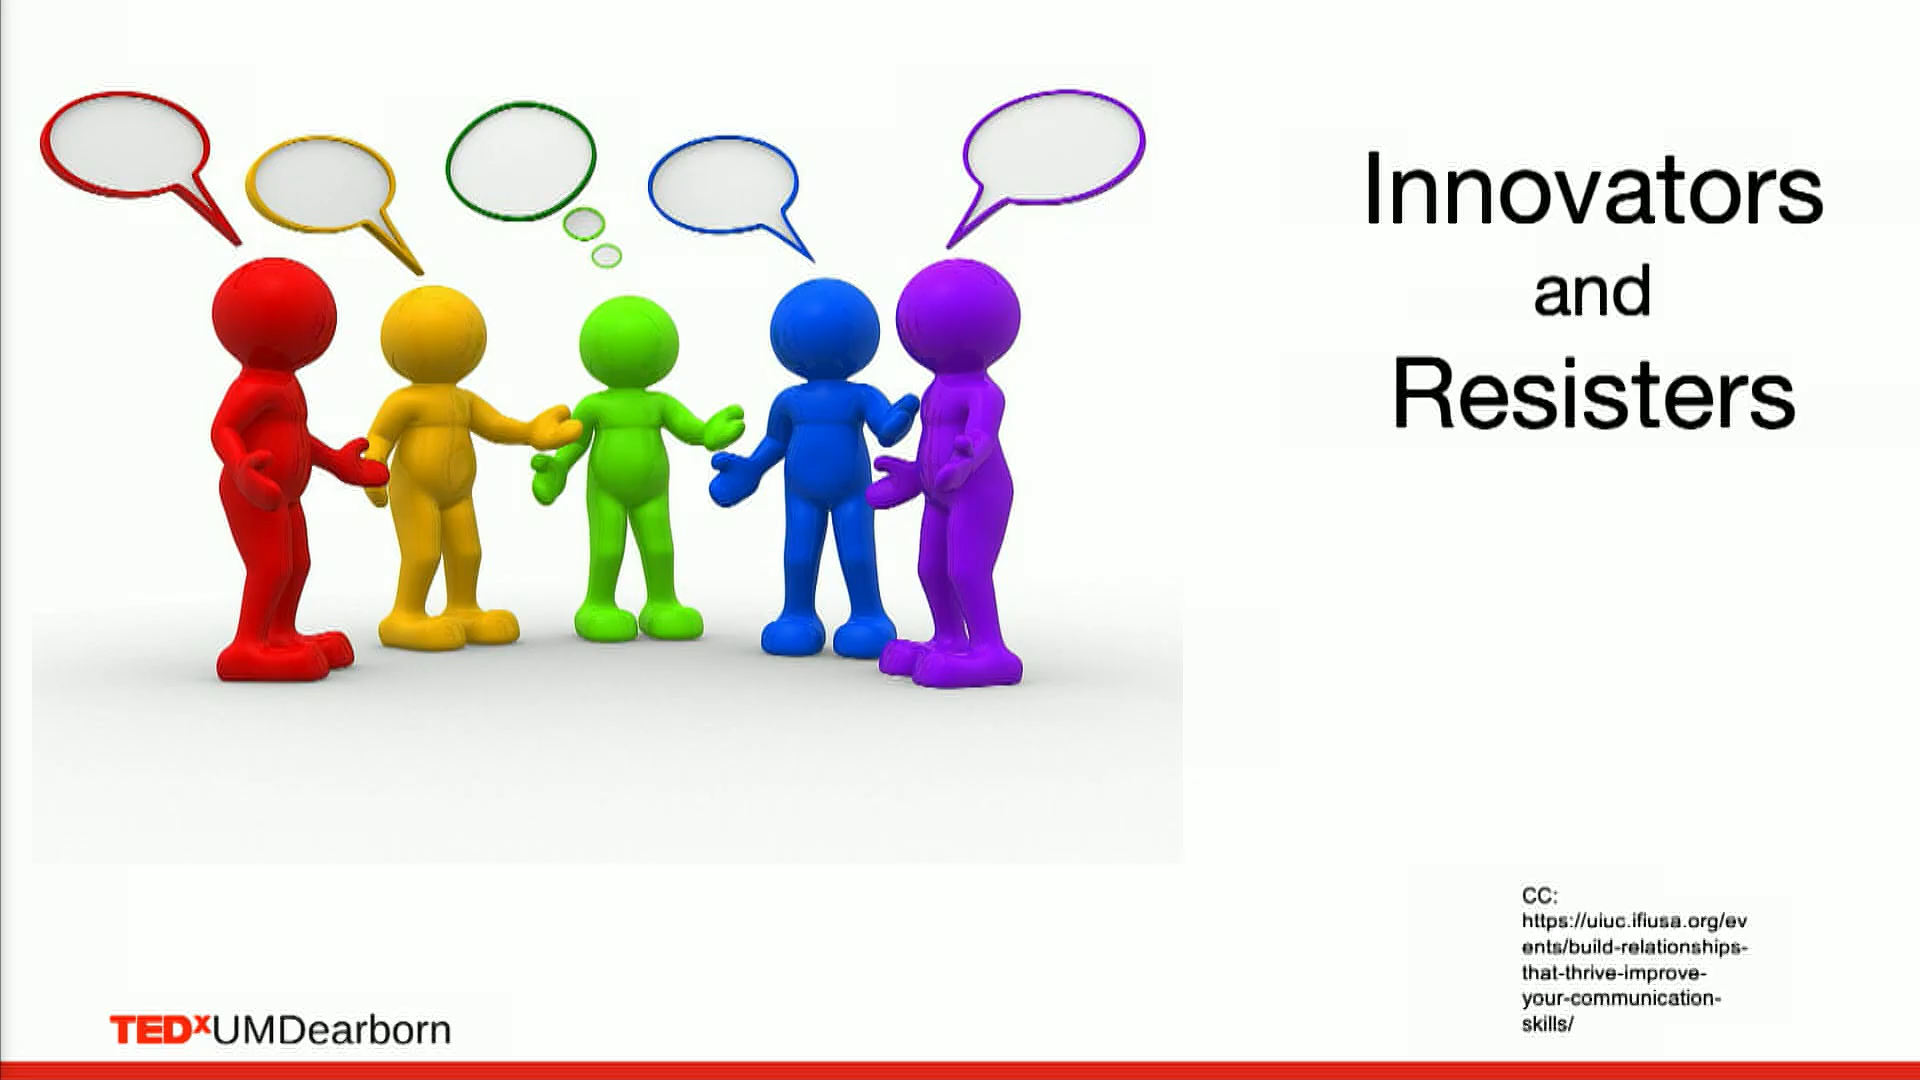 Innovators
and
Resisters
CC:
https://uiuc.ifiusa.org/ev
ents/build-relationships-
that-thrive-improve-
your-communication-
skills/
TEDxUMDearborn